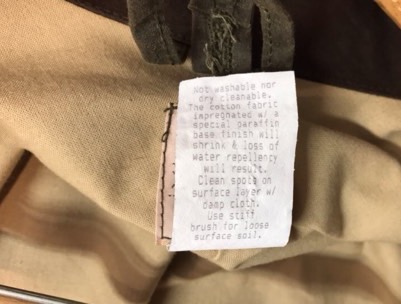 Not washable nor
dry cleanable.
The cotton fabric
impregnated w/ a
special garaffin
base finish will
shrink & loss of
water repellency
will result.
Clean spots on
surface layer w/
damp cloth.
Use stiff
brush for loose
surface soil.